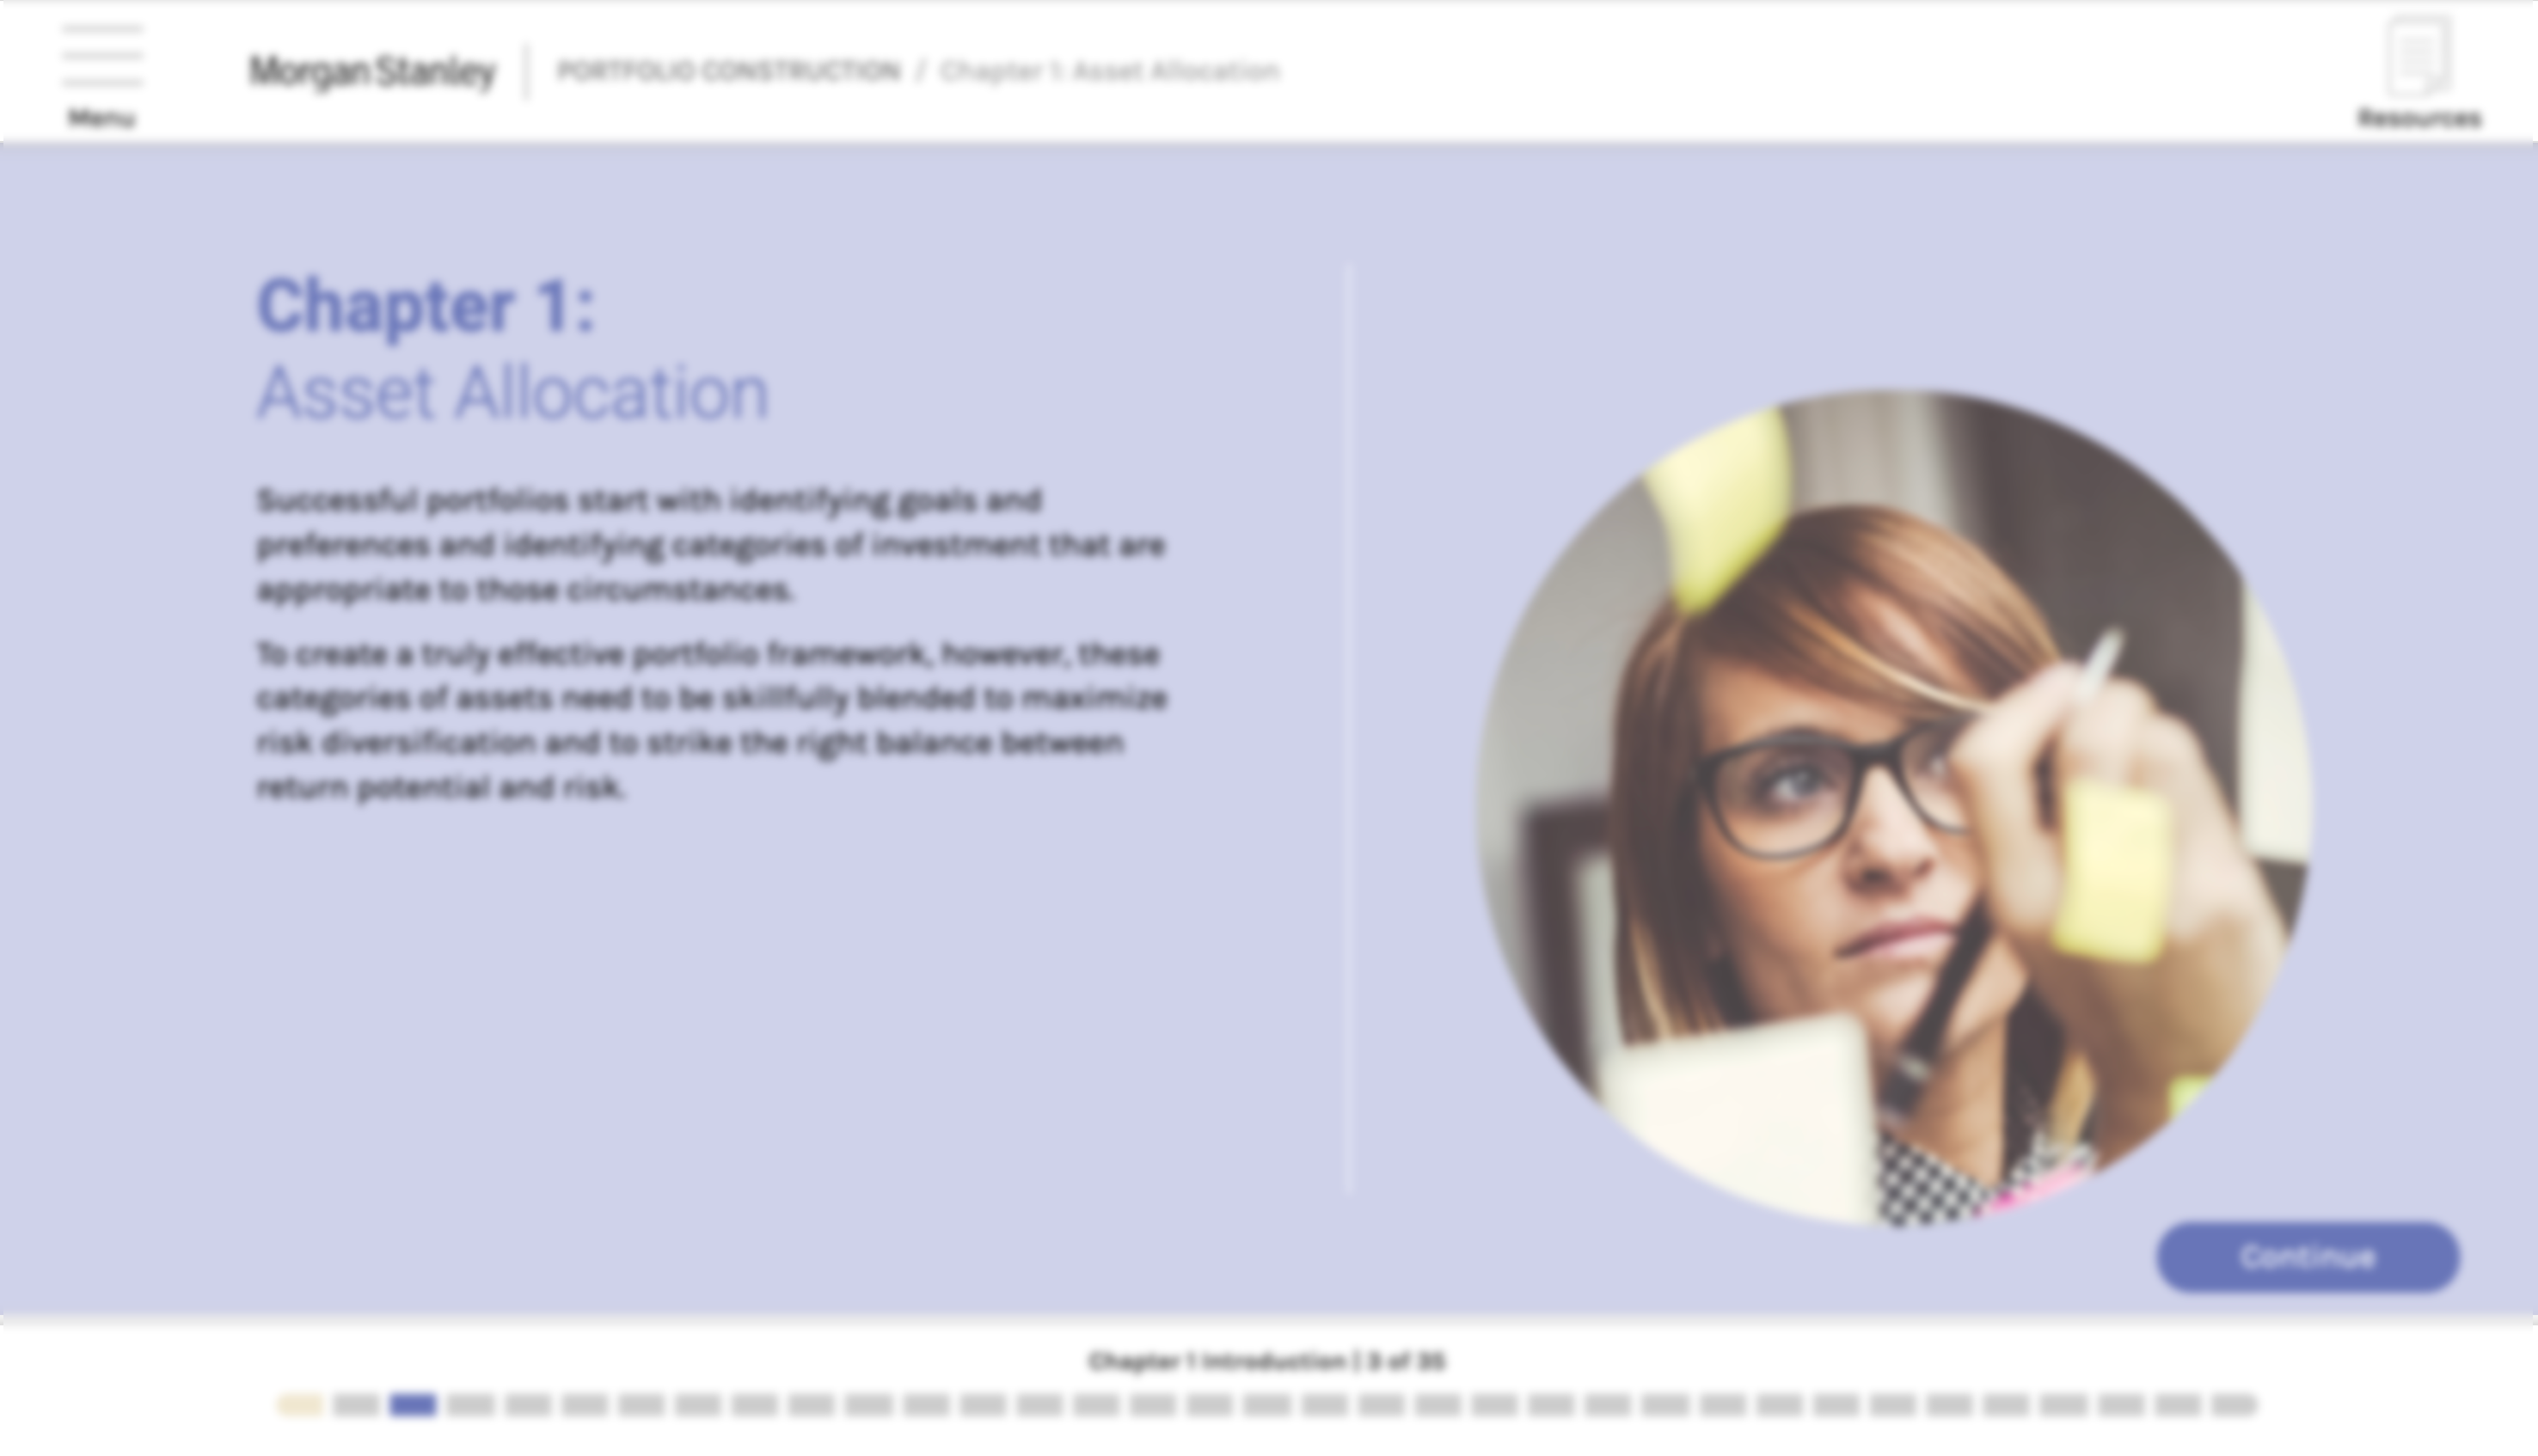 Menu
Morgan Stanley
PORTFOLIO CONSTRUCTION / Chapter 1: Asset Allocation
Resources
Chapter 1:
Asset Allocation
Successful portfolios start with identifying goals and
preferences and identifying categories of investment that are
appropriate to those circumstances.
To create a truly effective portfolio framework, however, these
categories of assets need to be skillfully blended to maximize
risk diversification and to strike the right balance between
return potential and risk.
Continue
Chapter 1 Introduction | 3 of 35